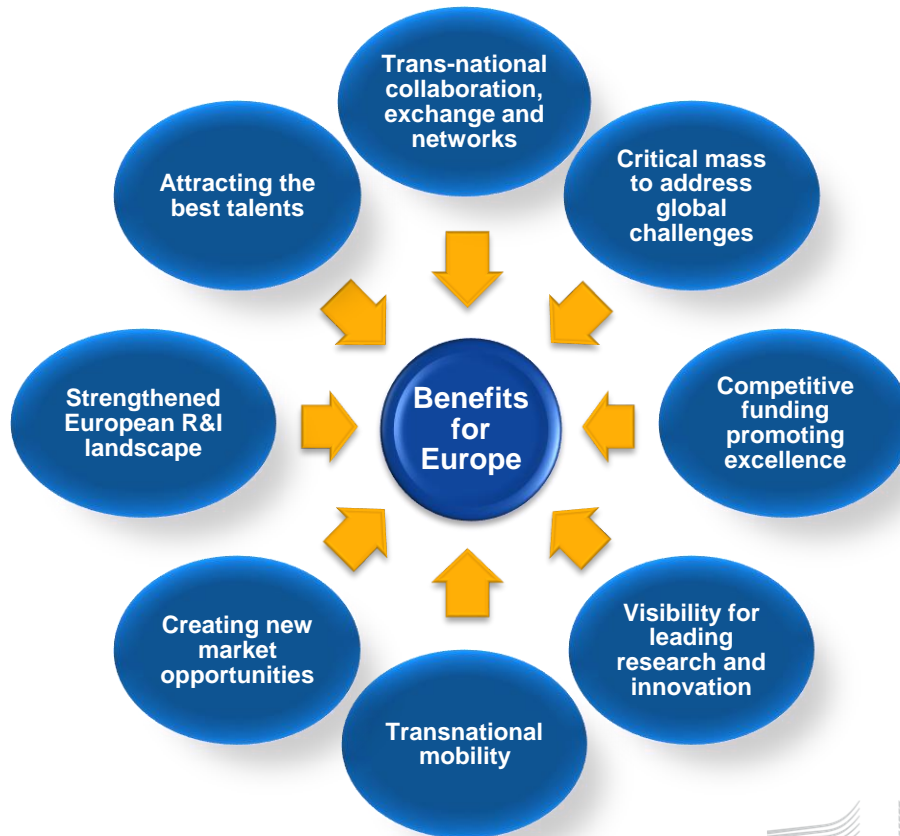 Trans-national
collaboration,
exchange and
networks
Critical mass
to address
global
challenges
Competitive
funding
promoting
excellence
Visibility for
leading
research and
innovation
Transnational
mobility
Creating new
market
opportunities
Strengthened
European R&I
landscape
Attracting the
best talents
Benefits
for
Europe